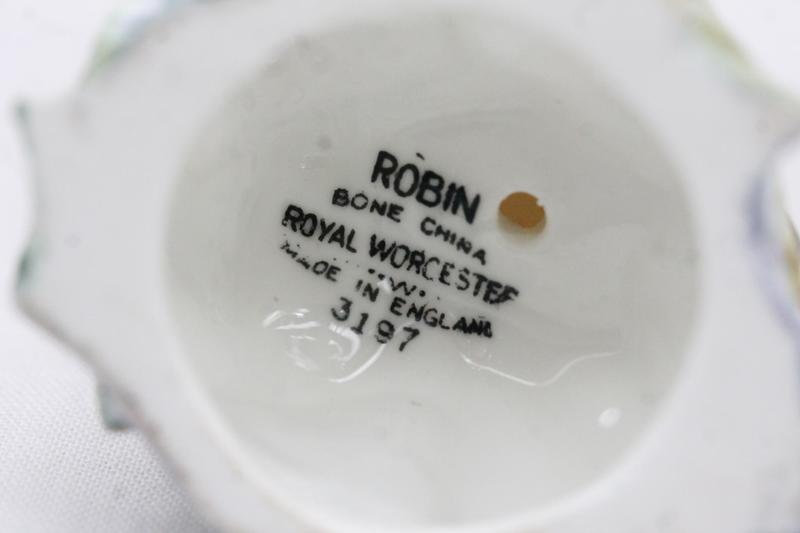 ROBIN
BONE CHINA
ROYAL WORCESTER
MADE IN ENGLAND
3197